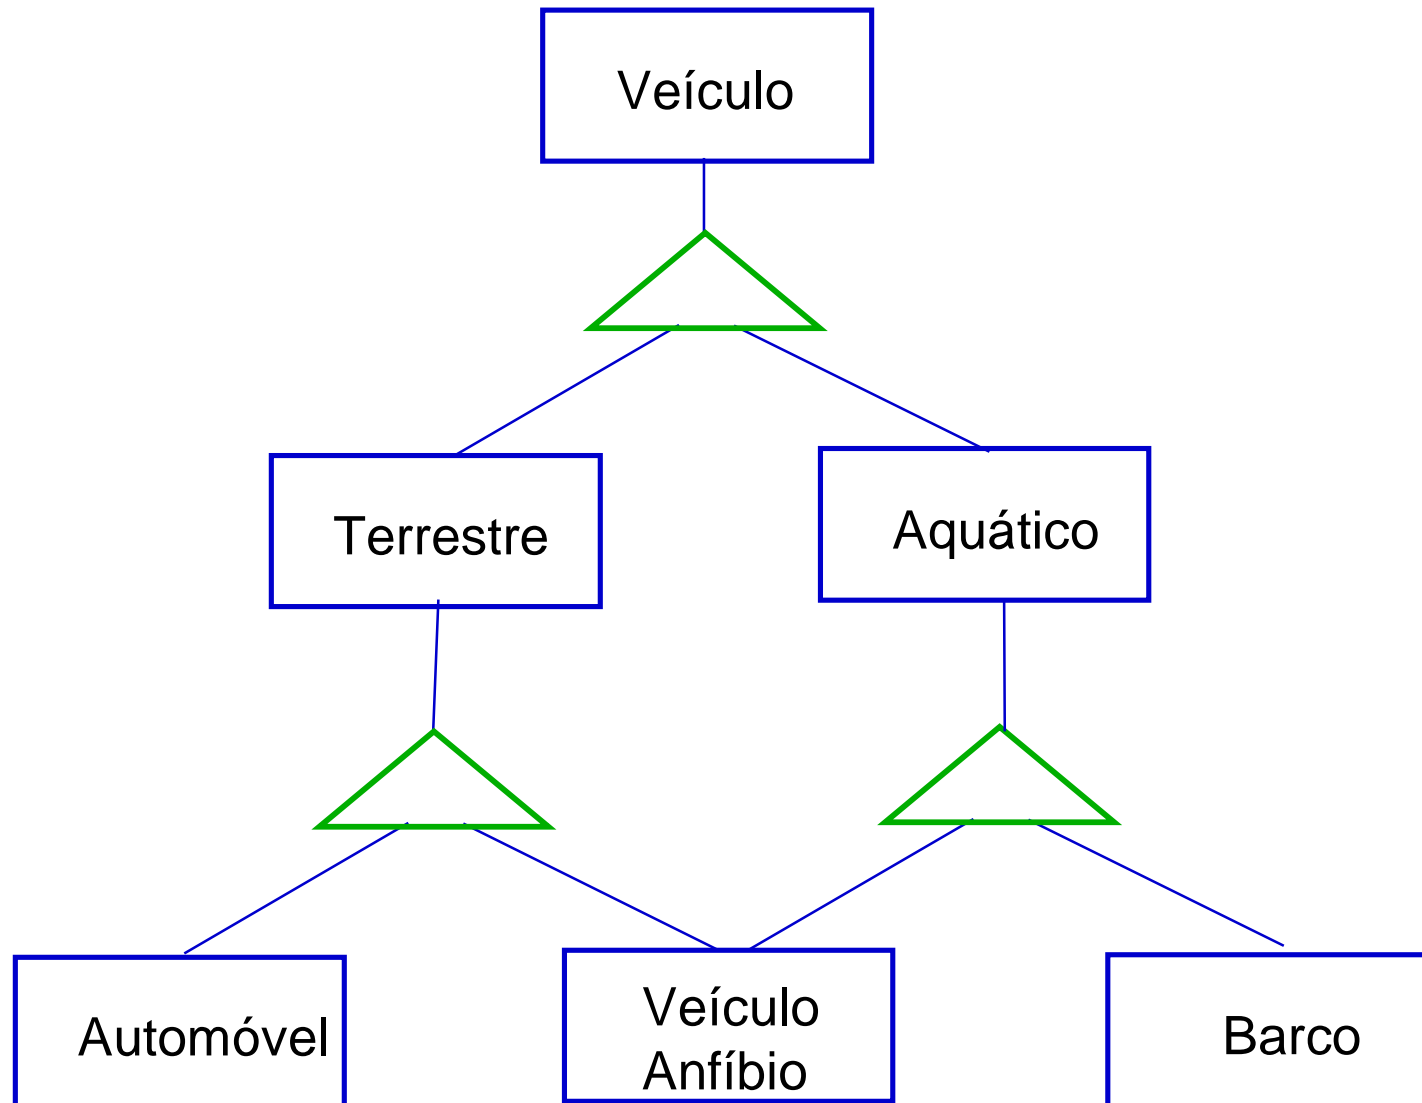 Veículo
Terrestre
Aquático
Automóvel
Veículo
Anfíbio
Barco